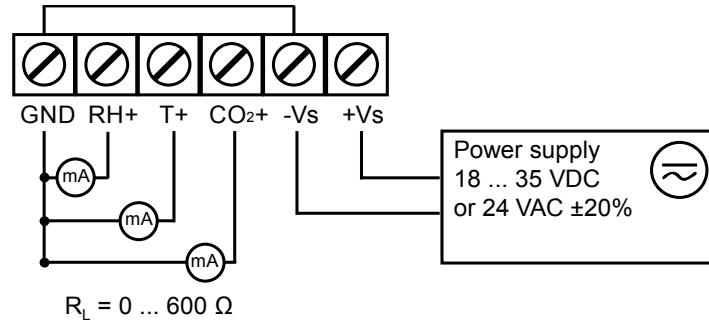 GND RH+ T+ CO₂+ -Vs +Vs
mA
mA
mA
Power supply
18 ... 35 VDC
or 24 VAC ±20%
R_L = 0 ... 600 Ω